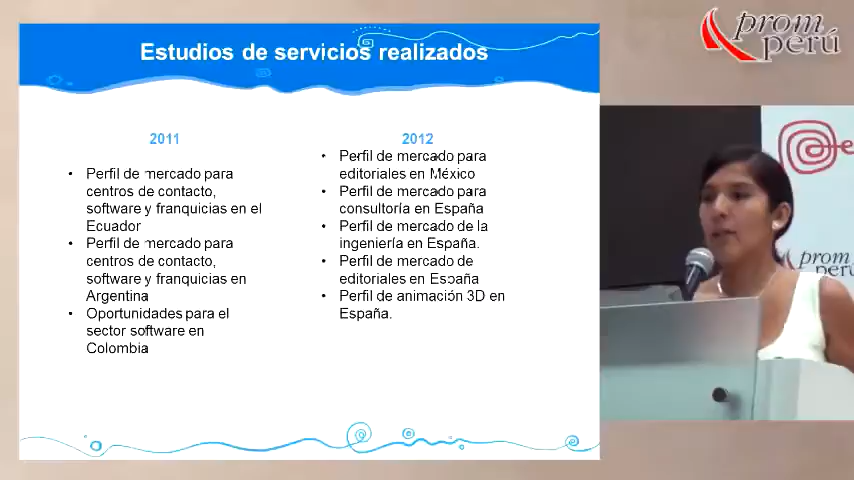 Estudios de servicios realizados
prom
perú
2011
Perfil de mercado para
centros de contacto,
software y franquicias en el
Ecuador
Perfil de mercado para
centros de contacto,
software y franquicias en
Argentina
Oportunidades para el
sector software en
Colombia
2012
Perfil de mercado para
editoriales en México
Perfil de mercado para
consultoría en España
Perfil de mercado de la
ingeniería en España.
Perfil de mercado de
editoriales en España
Perfil de animación 3D en
España.
prom
perú